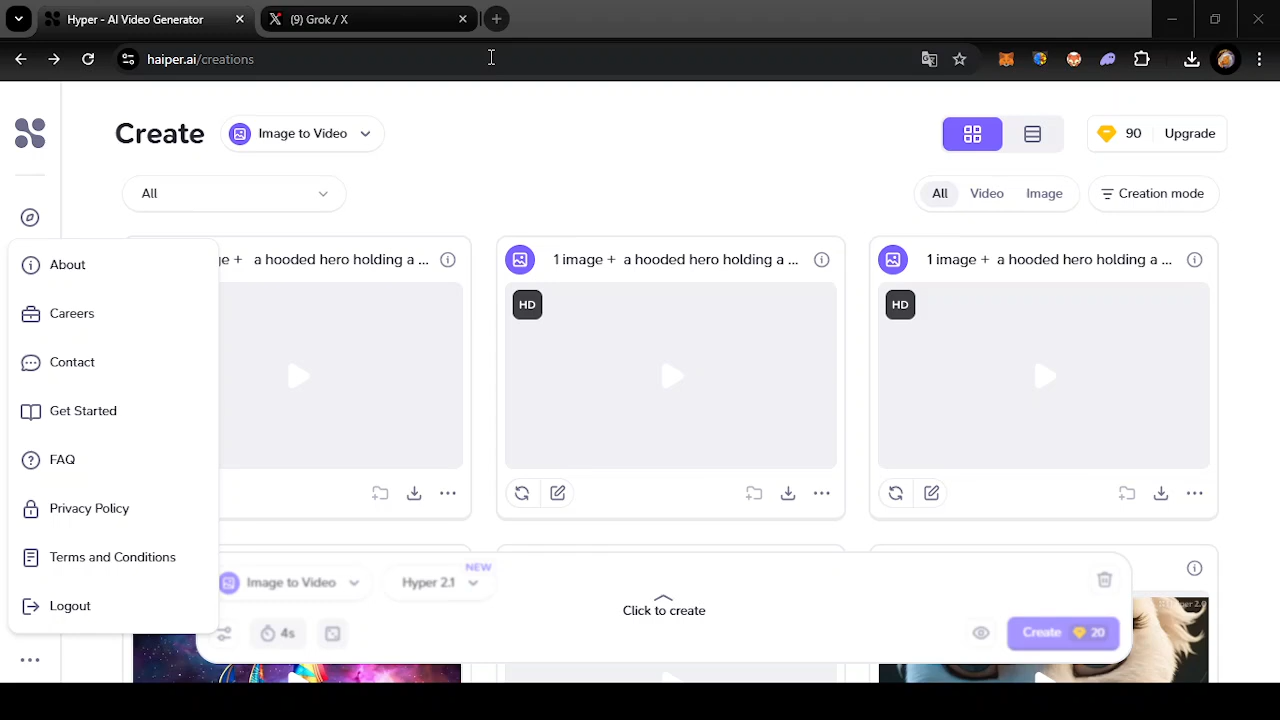 Hyper - AI Video Generator
(9) Grok / X
haiper.ai/creations
Create
Image to Video
90
Upgrade
All
All
Video
Image
Creation mode
About
Careers
Contact
Get Started
FAQ
Privacy Policy
Terms and Conditions
Logout
ge + a hooded hero holding a ...
1 image + a hooded hero holding a ...
HD
1 image + a hooded hero holding a ...
HD
Image to Video
Hyper 2.1
NEW
Click to create
4s
Create
20